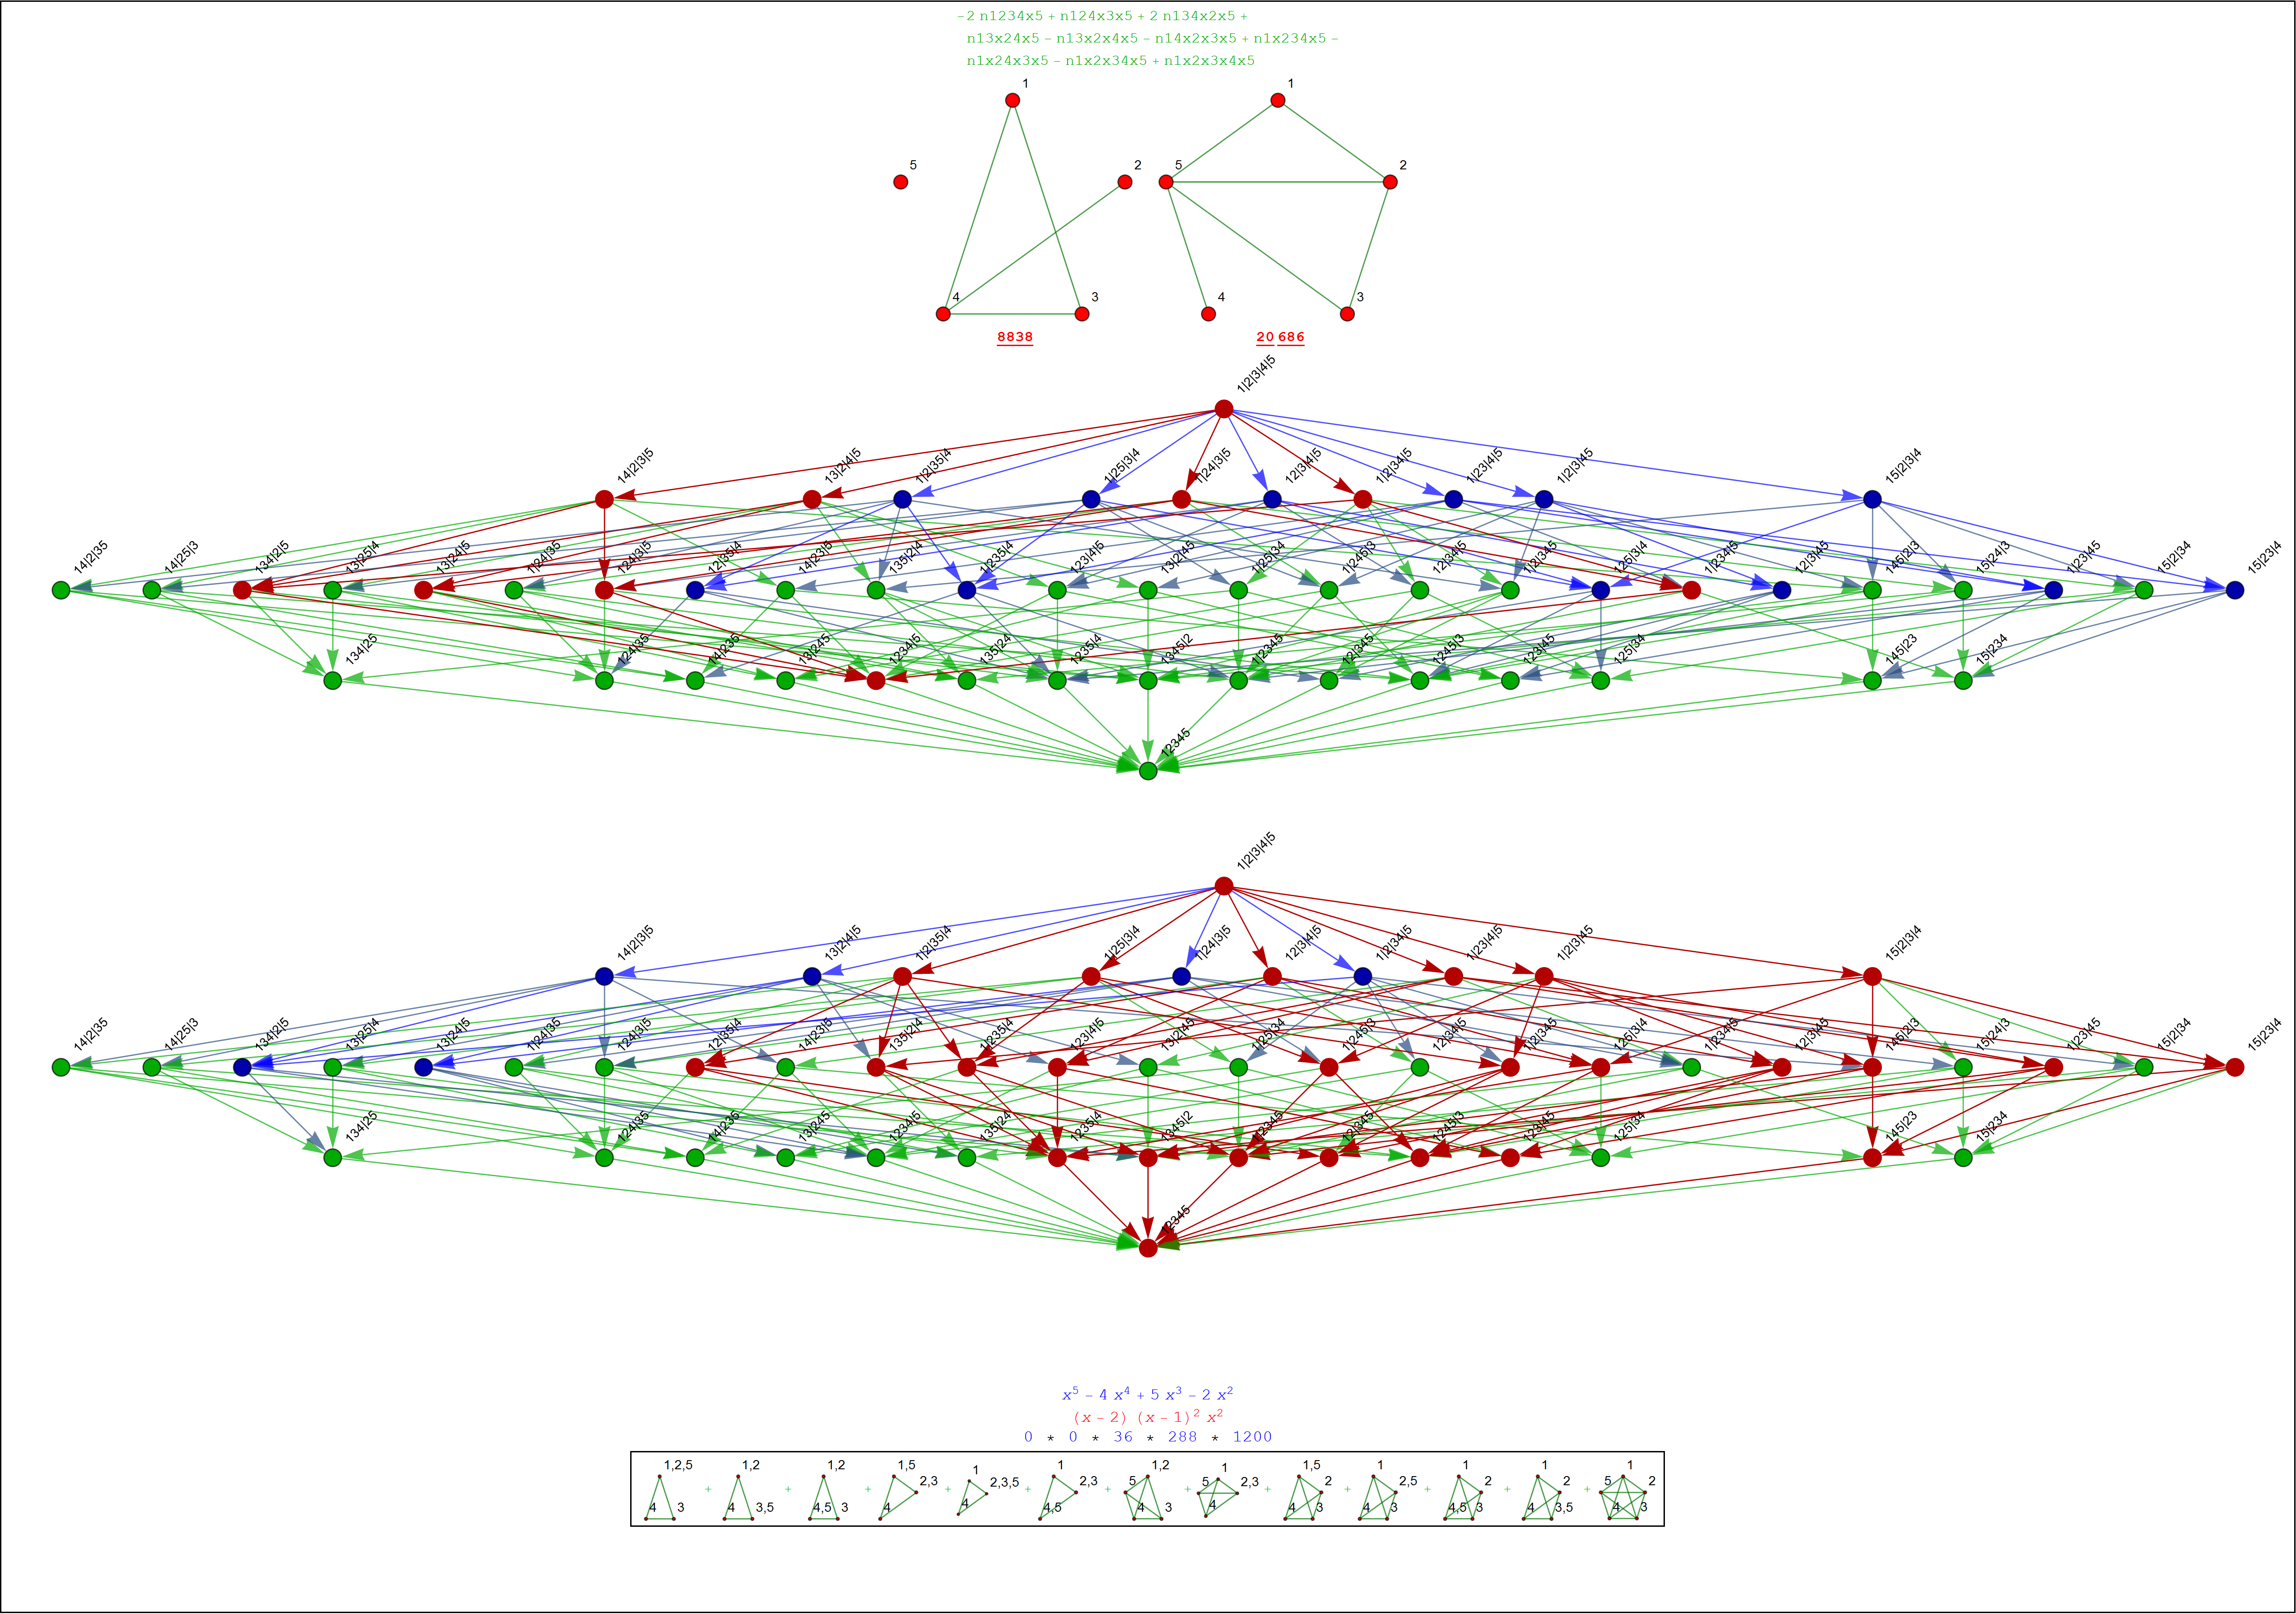 -2 n1234x5 + n124x3x5 + 2 n134x2x5 +
n13x24x5 - n13x2x4x5 - n14x2x3x5 + n1x234x5 -
n1x24x3x5 - n1x2x34x5 + n1x2x3x4x5
1 1
5 2 5 2
4 3 4 3
8838 20 686
1|2|3|4|5
14|2|3|5 13|2|4|5 1|2|35|4 1|25|3|4 1|24|3|5 12|3|4|5 1|2|34|5 1|23|4|5 1|2|3|45 15|2|3|4
14|2|35 14|25|3 134|2|5 13|25|4 13|24|5 1|24|35 124|3|5 12|35|4 14|23|5 135|2|4 1|235|4 123|4|5 13|2|45 1|25|34 1|245|3 12|34|5 1|2|345 125|3|4 1|234|5 12|3|45 145|2|3 15|24|3 1|23|45 15|2|34 15|23|4
134|25 124|35 14|235 13|245 1234|5 135|24 1235|4 1345|2 1|2345 12|345 1245|3 123|45 125|34 145|23 15|234
12345
1|2|3|4|5
14|2|3|5 13|2|4|5 1|2|35|4 1|25|3|4 1|24|3|5 12|3|4|5 1|2|34|5 1|23|4|5 1|2|3|45 15|2|3|4
14|2|35 14|25|3 134|2|5 13|25|4 13|24|5 1|24|35 124|3|5 12|35|4 14|23|5 135|2|4 1|235|4 123|4|5 13|2|45 1|25|34 1|245|3 12|34|5 1|2|345 125|3|4 1|234|5 12|3|45 145|2|3 15|24|3 1|23|45 15|2|34 15|23|4
134|25 124|35 14|235 13|245 1234|5 135|24 1235|4 1345|2 1|2345 12|345 1245|3 123|45 125|34 145|23 15|234
12345
x⁵ - 4 x⁴ + 5 x³ - 2 x²
(x - 2) (x - 1)² x²
0 * 0 * 36 * 288 * 1200
1,2,5 4 3 + 1,2 4 3,5 + 1,2 4,5 3 + 1,5 2,3 4 + 1 2,3,5 4 + 1 2,3 4,5 + 1,2 5 4 3 + 1 5 2,3 4 + 1,5 2 4 3 + 1 2,5 4 3 + 1 2 4,5 3 + 1 2 4 3,5 + 1 5 2 4 3